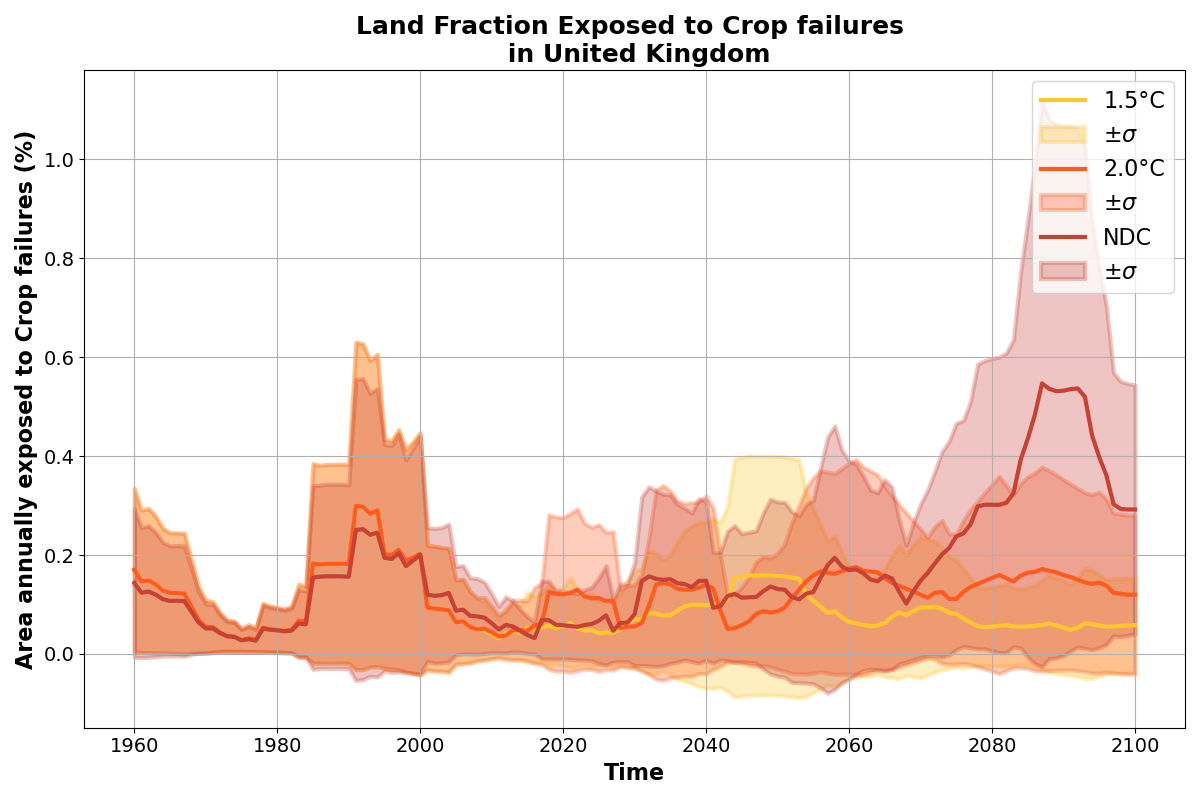 Land Fraction Exposed to Crop failures
in United Kingdom
Area annually exposed to Crop failures (%)
1.0
0.8
0.6
0.4
0.2
0.0
1.5°C
±σ
2.0°C
±σ
NDC
±σ
1960 1980 2000 2020 2040 2060 2080 2100
Time